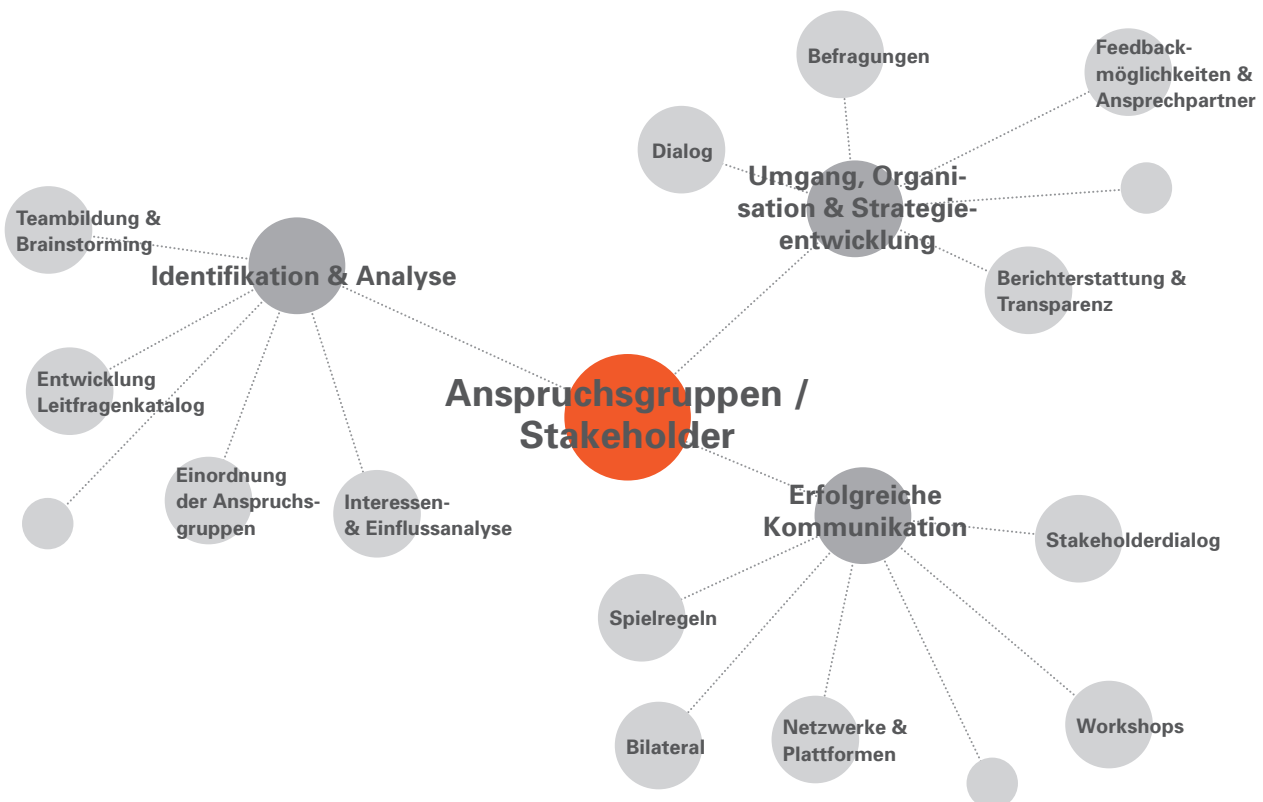 Befragungen
Feedback-
möglichkeiten &
Ansprechpartner
Dialog
Umgang, Organi-
sation & Strategie-
entwicklung
Teambildung &
Brainstorming
Identifikation & Analyse
Berichterstattung &
Transparenz
Entwicklung
Leitfragenkatalog
Anspruchsgruppen /
Stakeholder
Einordnung
der Anspruchs-
gruppen
Interessen-
& Einflussanalyse
Erfolgreiche
Kommunikation
Stakeholderdialog
Spielregeln
Bilateral
Netzwerke &
Plattformen
Workshops